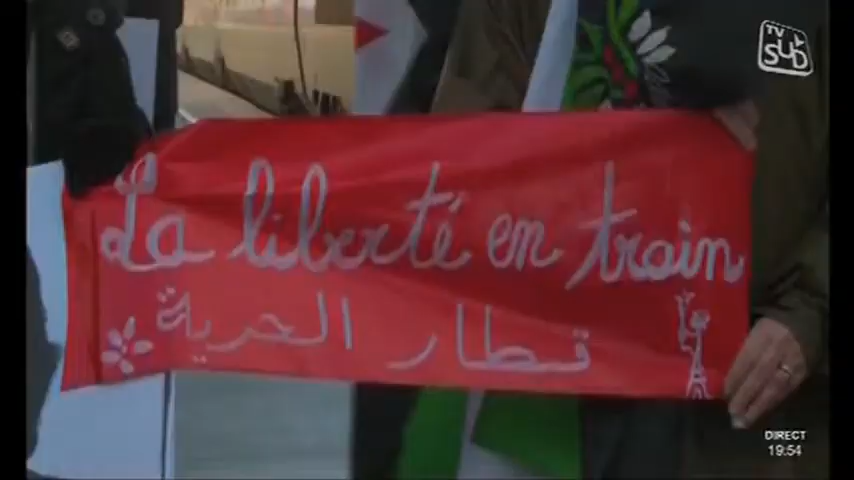 TV
SUD
La liberté en train
قطار الحرية
DIRECT
19:54